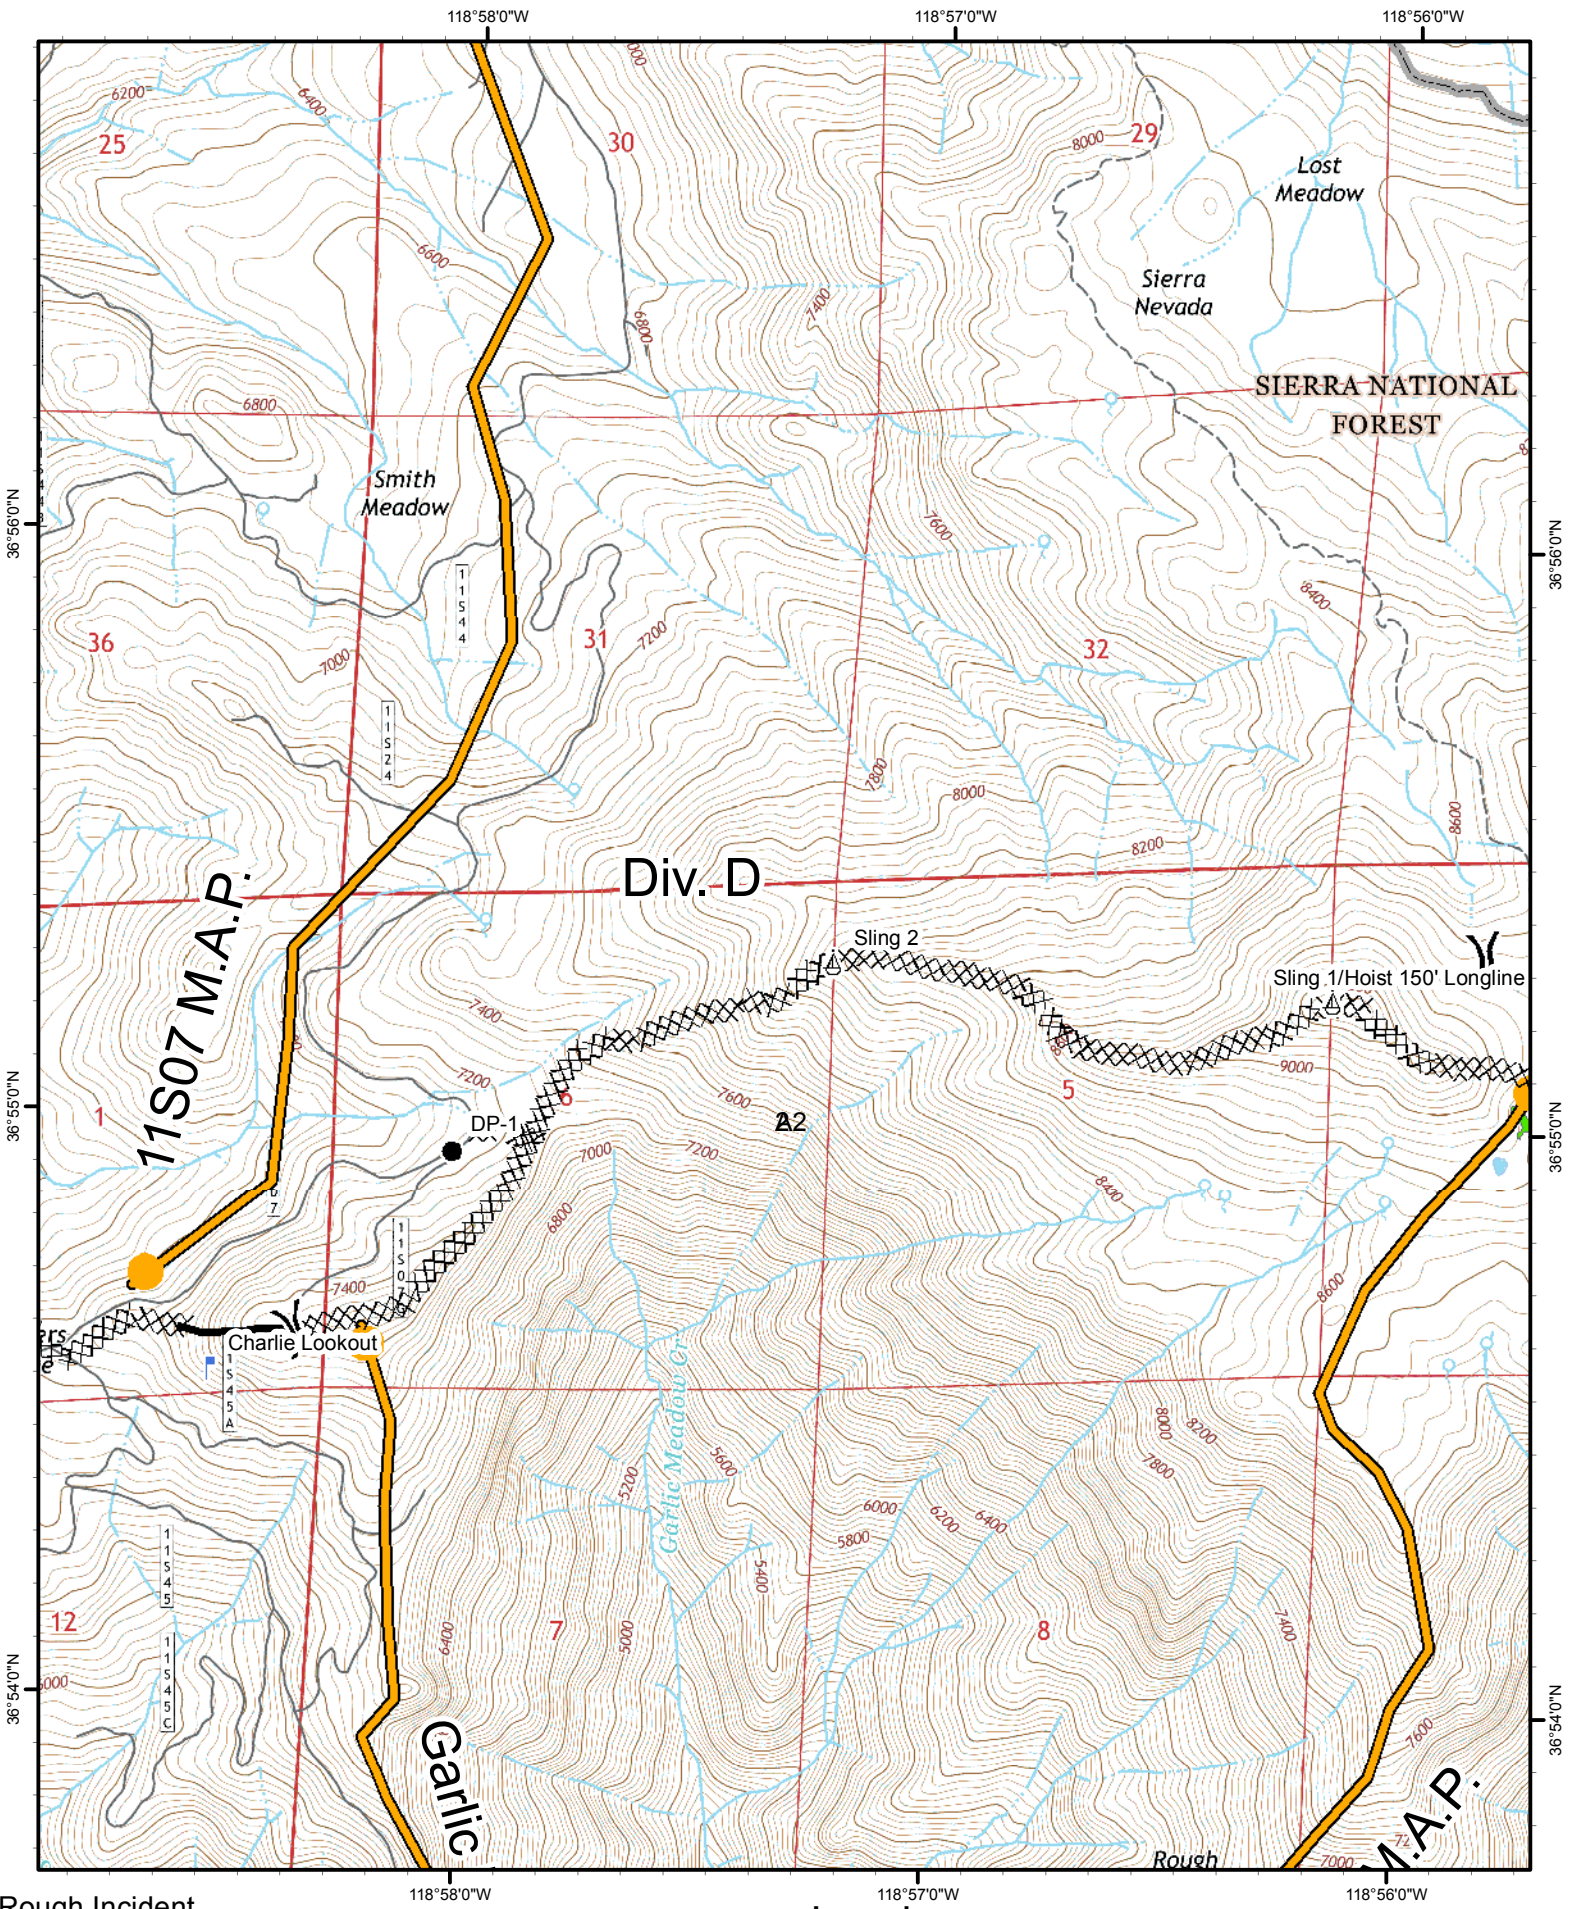 118°58'0"W
118°57'0"W
118°56'0"W
6200
6400
25
30
8000
29
Lost
Meadow
6600
Sierra
Nevada
7400
6800
SIERRA NATIONAL
FOREST
6800
Smith
Meadow
36°56'0"N
7600
36°56'0"N
8400
11S44
36
31
7200
32
7000
11S24
7800
8000
8600
8200
Div. D
11S07 M.A.P.
Sling 2
Sling 1/Hoist 150' Longline
7400
9000
7200
6
7600
5
36°55'0"N
1
DP-1
36°55'0"N
7000
7200
8400
6800
11S07
7400
8600
Charlie Lookout
1S45A
Garlic Meadow Cr
8000
8200
5600
7800
5200
6000
6200
6400
5800
11S45
5400
12
6400
7
5000
8
7400
11S45C
36°54'0"N
36°54'0"N
7600
Garlic
M.A.P.
Rough
7000
118°58'0"W
118°57'0"W
118°56'0"W
Rough Incident